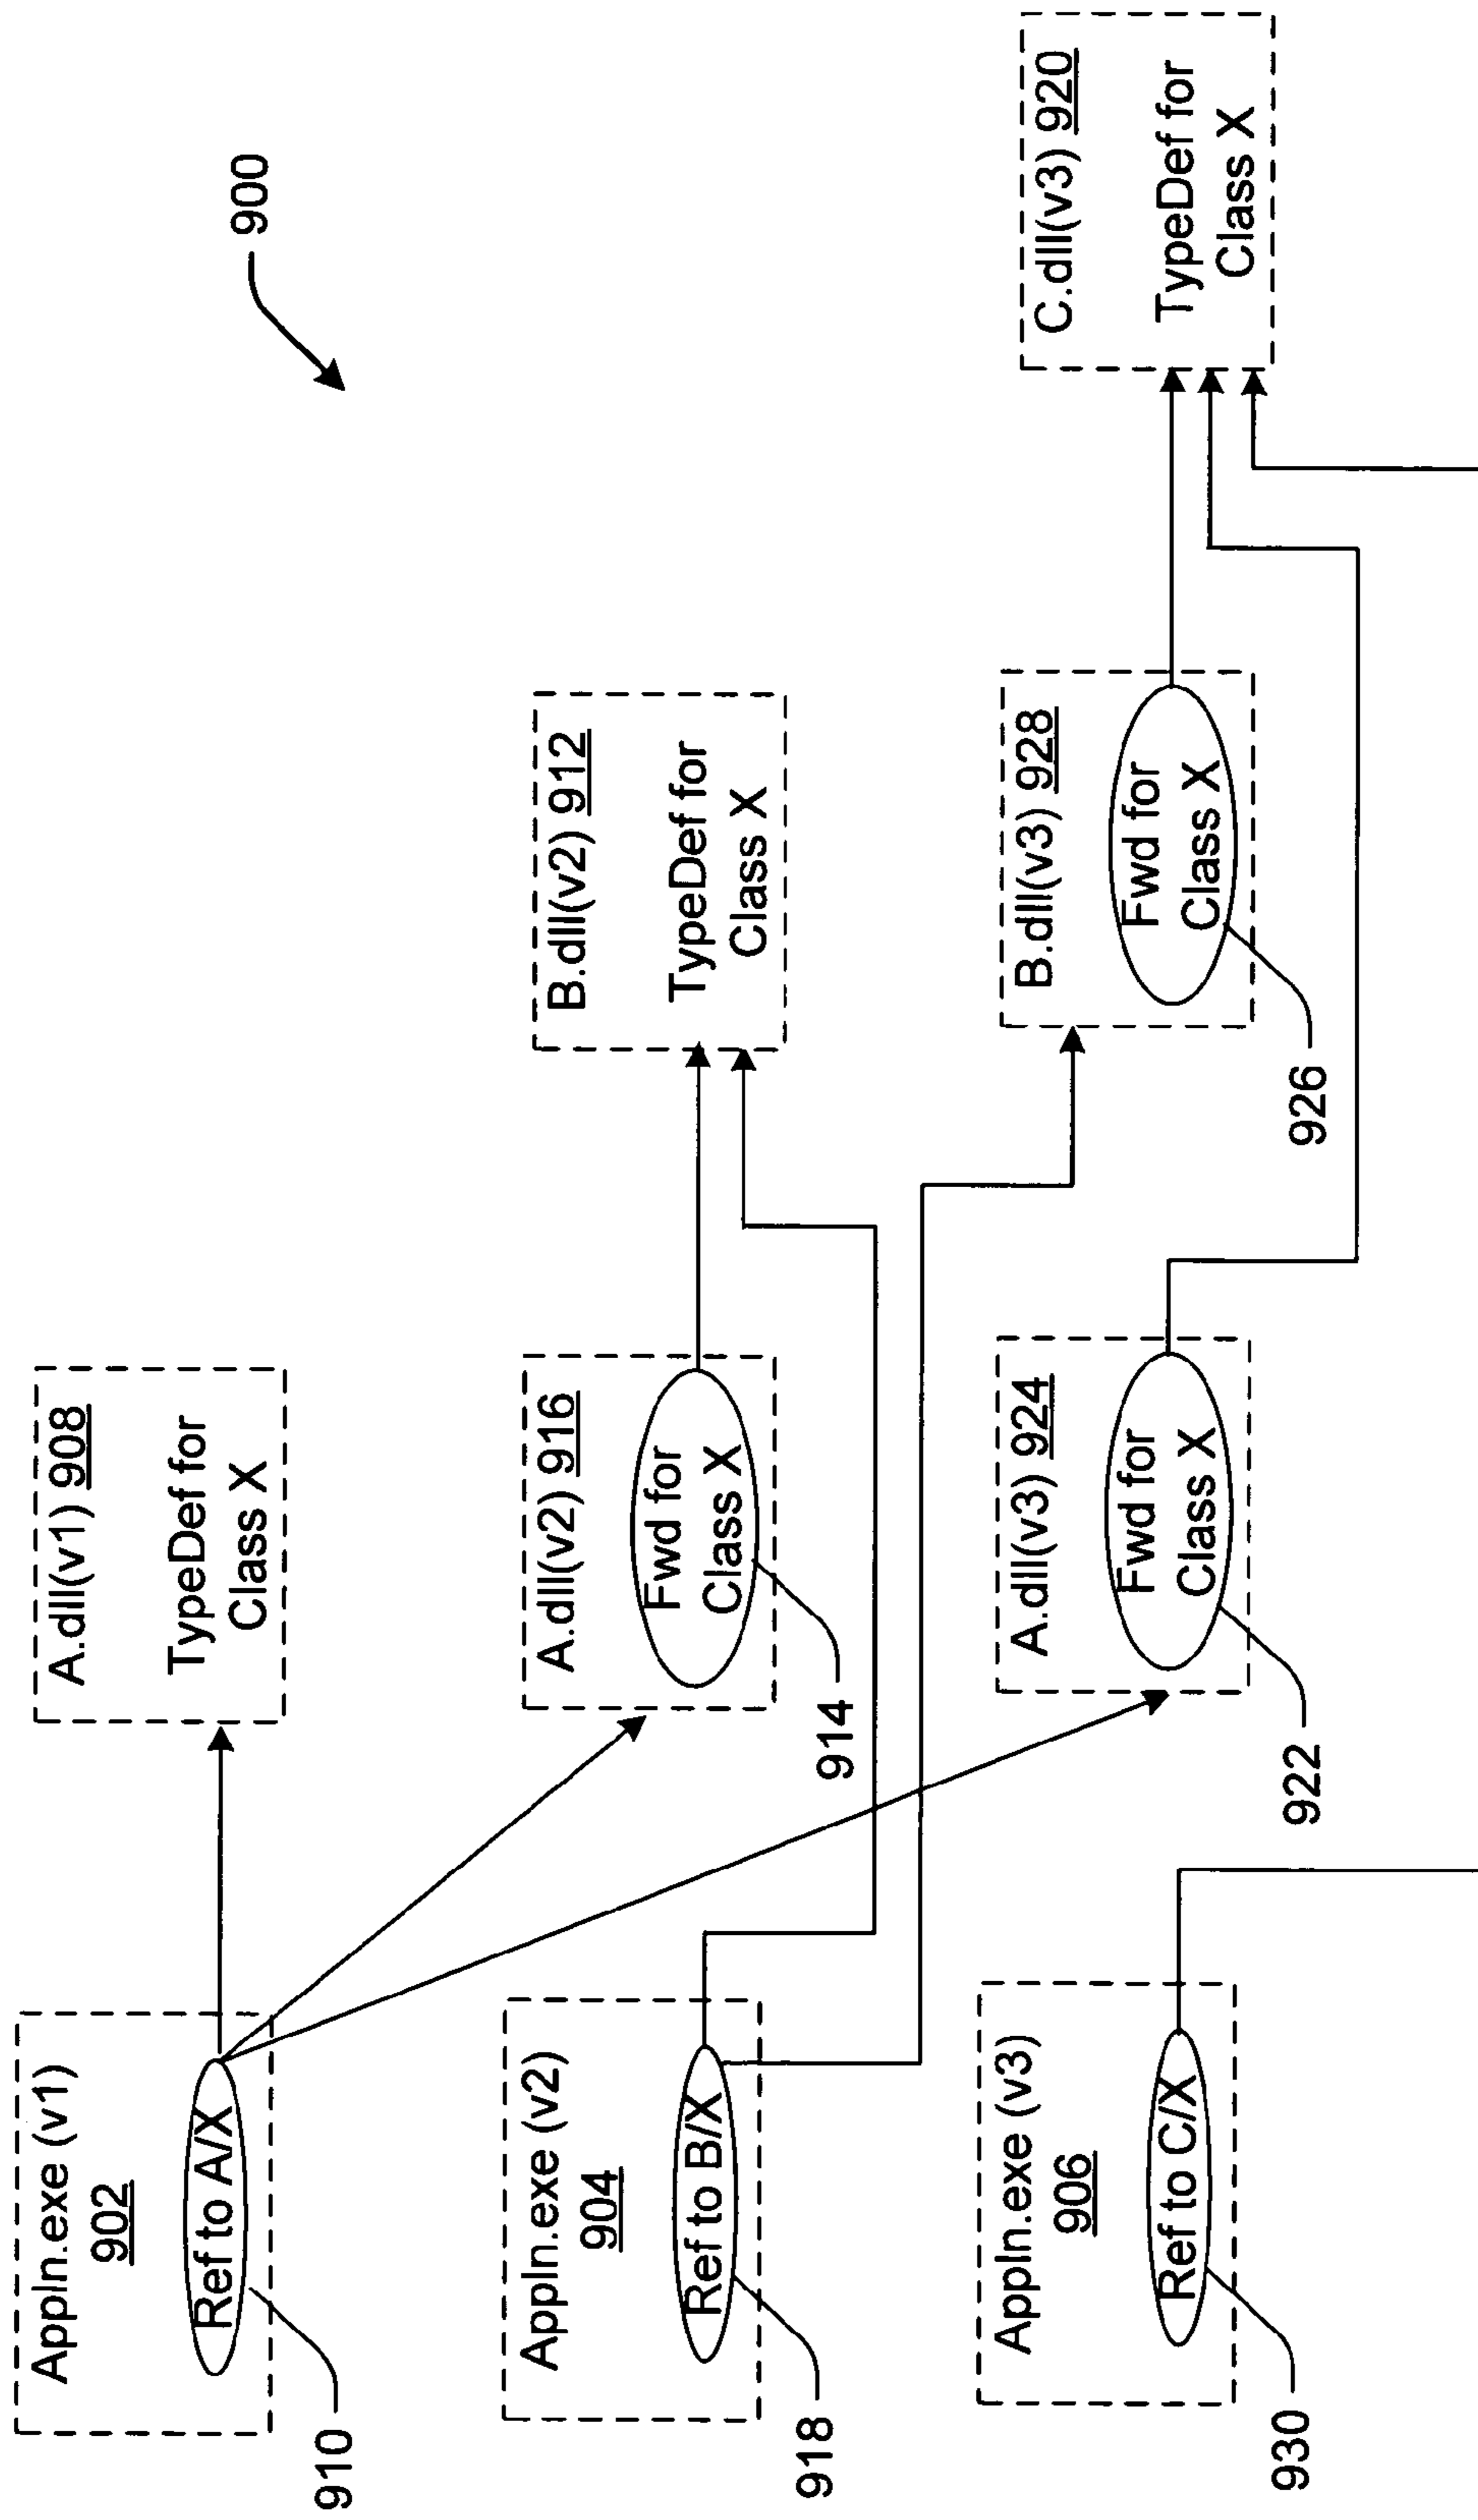 900
Appln.exe (v1)
902
Ref to A/X
910
A.dll(v1) 908
TypeDef for
Class X
Appln.exe (v2)
904
Ref to B/X
918
A.dll(v2) 916
Fwd for
Class X
914
B.dll(v2) 912
TypeDef for
Class X
Appln.exe (v3)
906
Ref to C/X
930
A.dll(v3) 924
Fwd for
Class X
922
B.dll(v3) 928
Fwd for
Class X
926
C.dll(v3) 920
TypeDef for
Class X